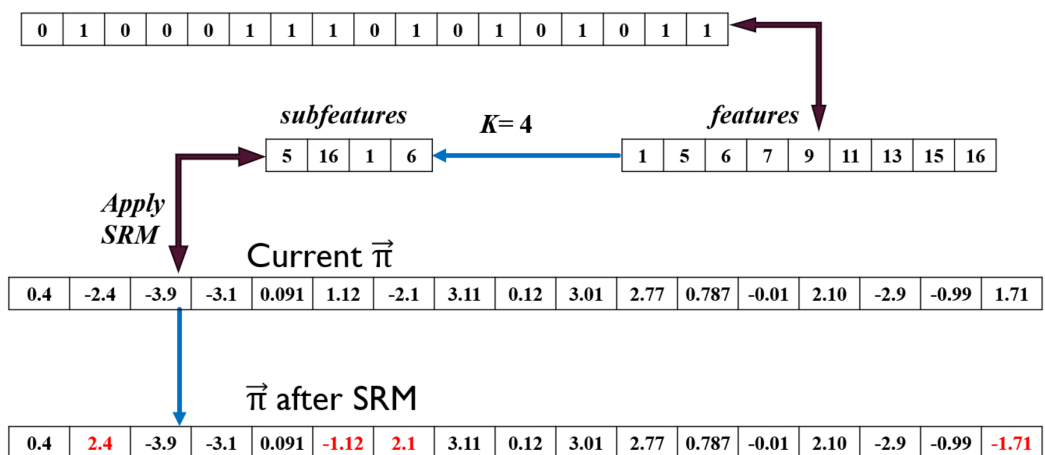 0 1 0 0 0 1 1 1 0 1 0 1 0 1 0 1 1
subfeatures K= 4 features
5 16 1 6 1 5 6 7 9 11 13 15 16
Apply
SRM
Current π⃗
0.4 -2.4 -3.9 -3.1 0.091 1.12 -2.1 3.11 0.12 3.01 2.77 0.787 -0.01 2.10 -2.9 -0.99 1.71
π⃗ after SRM
0.4 2.4 -3.9 -3.1 0.091 -1.12 2.1 3.11 0.12 3.01 2.77 0.787 -0.01 2.10 -2.9 -0.99 -1.71